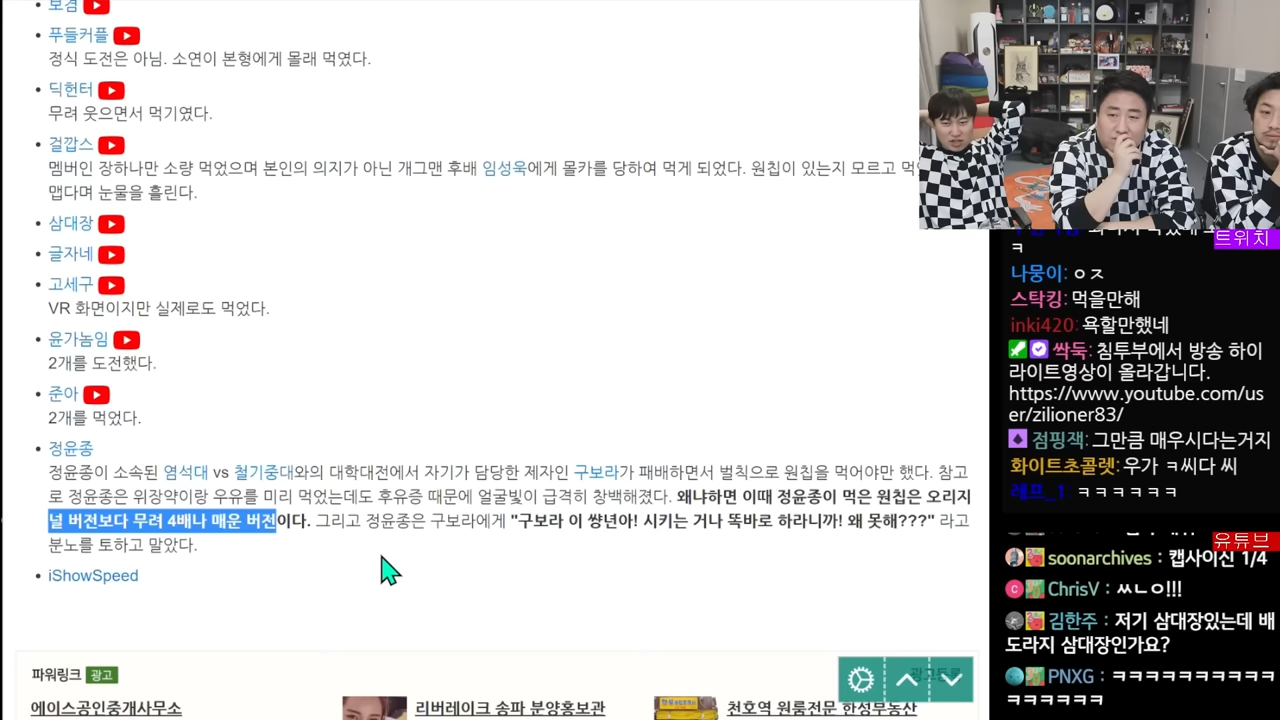 보겸
푸들커플
정식 도전은 아님. 소연이 본형에게 몰래 먹였다.
딕헌터
무려 웃으면서 먹기였다.
걸깝스
멤버인 장하나만 소량 먹었으며 본인의 의지가 아닌 개그맨 후배 임성욱에게 몰카를 당하여 먹게 되었다. 원칩이 있는지 모르고
맵다며 눈물을 흘린다.
삼대장
글자네
고세구
VR 화면이지만 실제로도 먹었다.
윤가놈임
2개를 도전했다.
준아
2개를 먹었다.
정윤종
정윤종이 소속된 염석대 vs 철기중대와의 대현대진에서 자기가 담당한 제자인 구보라가 패배하면서 벌칙으로 원칩을 먹어야만 했다. 참고
로 정윤종은 위장약이랑 우유를 미리 먹었는데도 후유증 때문에 얼굴빛이 급격히 창백해졌다. 왜냐하면 이때 정윤종이 먹은 원칩은 오리지
널 버전보다 무려 4배나 매운 버전이다. 그리고 정윤종은 구보라에게 "구보라 이 썅년아! 시키는 거나 똑바로 하라니까! 왜 못해???" 라고
분노를 토하고 말았다.
iShowSpeed
파워링크 광고
광고등록
에이스공인중개사무소
리버레이크 송파 분양홍보관
천호역 원룸전문 한성부동산
트위치
ㅋ
나뭉이: ㅇㅈ
스탁킹: 먹을만해
inki420: 욕할만했네
싹둑: 침투부에서 방송 하이
라이트영상이 올라갑니다.
https://www.youtube.com/us
er/zilioner83/
점핑잭: 그만큼 매우시다는거지
화이트초콜렛: 우가 ㅋ씨다 씨
레프_1: ㅋㅋㅋㅋㅋㅋ
유튜브
soonarchives : 캡사이신 1/4
ChrisV : ㅆㄴㅇ!!!
김한주 : 저기 삼대장있는데 배
도라지 삼대장인가요?
PNXG : ㅋㅋㅋㅋㅋㅋㅋㅋㅋㅋ
ㅋㅋㅋㅋㅋㅋ